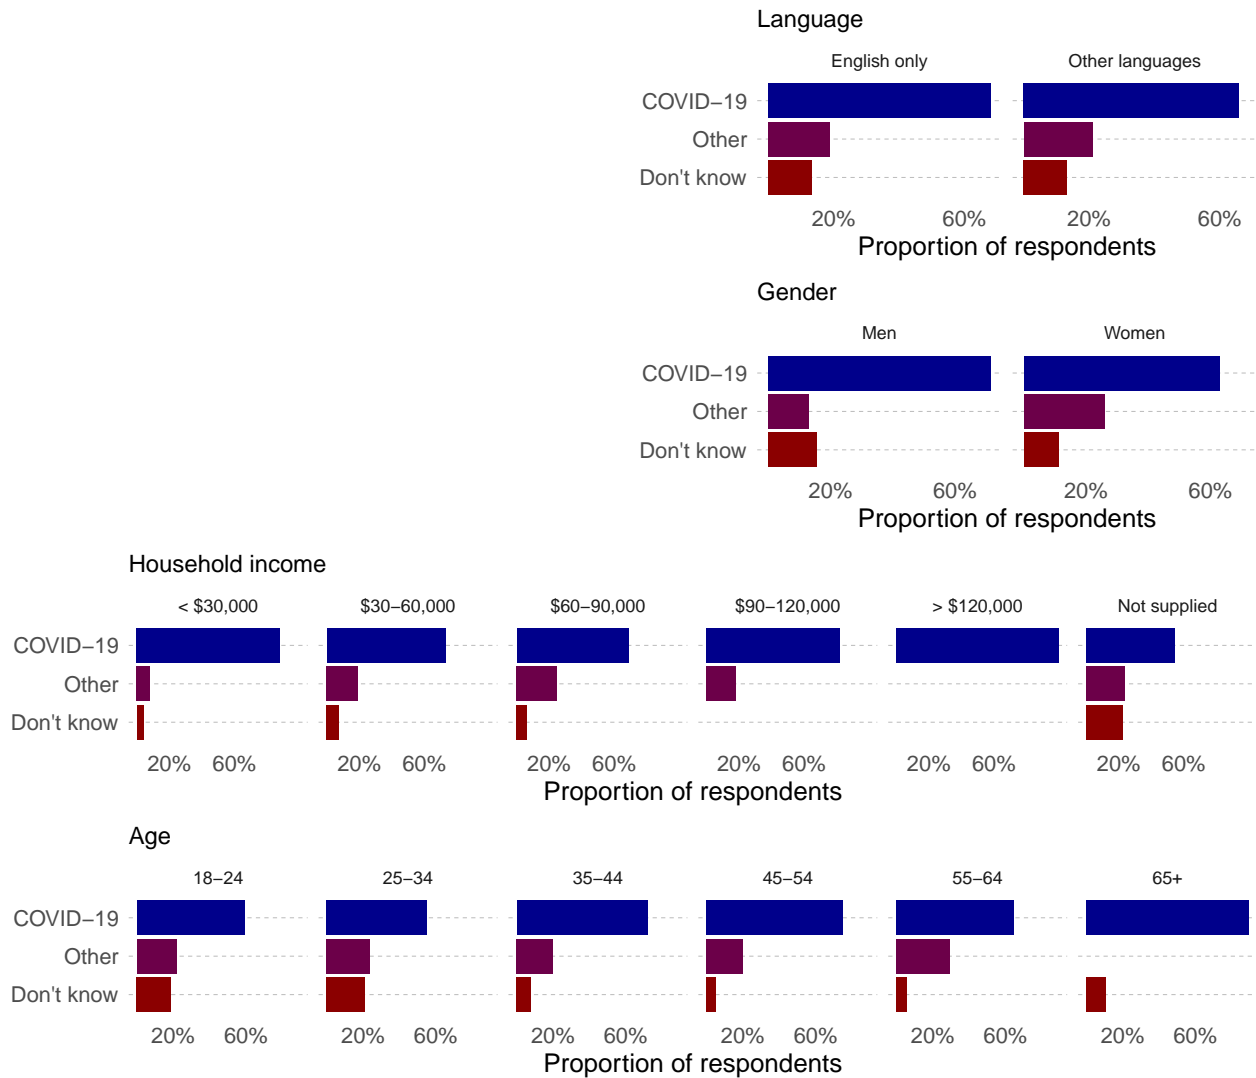 Language
English only Other languages
COVID−19
Other
Don't know
20% 60% 20% 60%
Proportion of respondents
Gender
Men Women
COVID−19
Other
Don't know
20% 60% 20% 60%
Proportion of respondents
Household income
< $30,000 $30−60,000 $60−90,000 $90−120,000 > $120,000 Not supplied
COVID−19
Other
Don't know
20% 60% 20% 60% 20% 60% 20% 60% 20% 60% 20% 60%
Proportion of respondents
Age
18−24 25−34 35−44 45−54 55−64 65+
COVID−19
Other
Don't know
20% 60% 20% 60% 20% 60% 20% 60% 20% 60% 20% 60%
Proportion of respondents